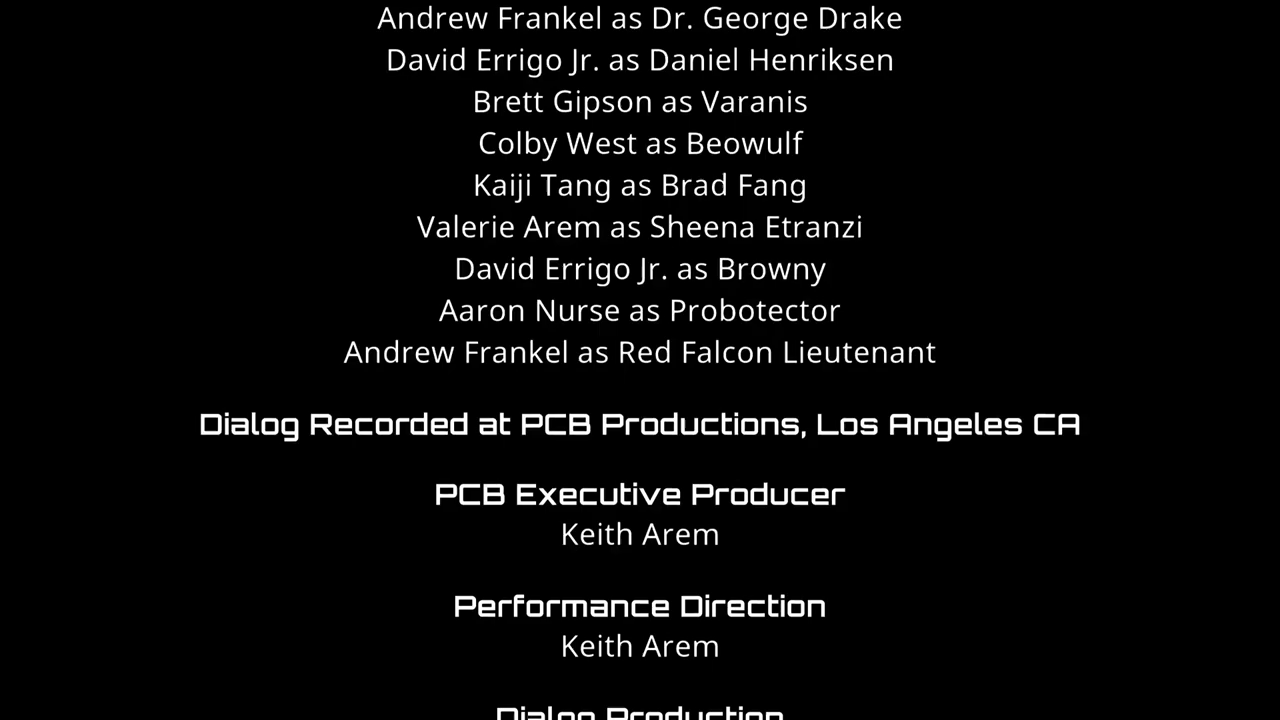 Andrew Frankel as Dr. George Drake
David Errigo Jr. as Daniel Henriksen
Brett Gipson as Varanis
Colby West as Beowulf
Kaiji Tang as Brad Fang
Valerie Arem as Sheena Etranzi
David Errigo Jr. as Browny
Aaron Nurse as Probotector
Andrew Frankel as Red Falcon Lieutenant
Dialog Recorded at PCB Productions, Los Angeles CA
PCB Executive Producer
Keith Arem
Performance Direction
Keith Arem
Dialog Production